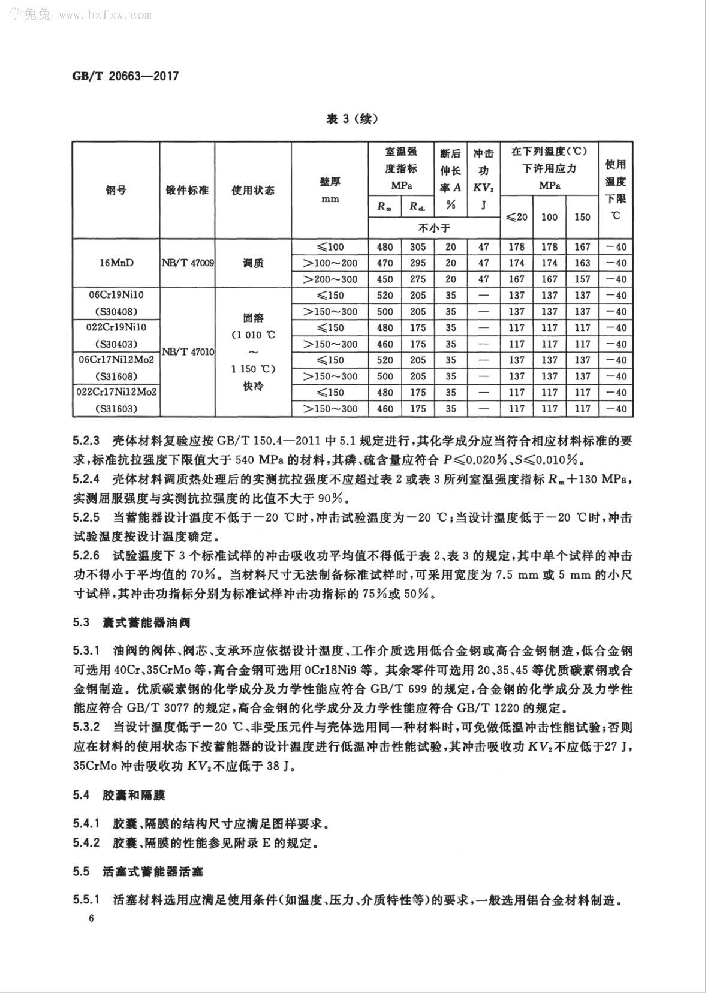 学兔兔 www.bzfxw.com
GB/T 20663—2017
表 3（续）
钢号 锻件标准 使用状态 壁厚 mm 室温强度指标 MPa 断后伸长率 A % 冲击功 KV₂ J 在下列温度(℃)下许用应力 MPa 使用温度下限 ℃
Rm ReL ≤20 100 150
不小于
16MnD NB/T 47009 调质 ≤100 480 305 20 47 178 178 167 －40
＞100～200 470 295 20 47 174 174 163 －40
＞200～300 450 275 20 47 167 167 157 －40
06Cr19Ni10 (S30408) NB/T 47010 固溶 (1 010 ℃ ～ 1 150 ℃) 快冷 ≤150 520 205 35 — 137 137 137 －40
＞150～300 500 205 35 — 137 137 137 －40
022Cr19Ni10 (S30403) ≤150 480 175 35 — 117 117 117 －40
＞150～300 460 175 35 — 117 117 117 －40
06Cr17Ni12Mo2 (S31608) ≤150 520 205 35 — 137 137 137 －40
＞150～300 500 205 35 — 137 137 137 －40
022Cr17Ni12Mo2 (S31603) ≤150 480 175 35 — 117 117 117 －40
＞150～300 460 175 35 — 117 117 117 －40
5.2.3 壳体材料复验应按 GB/T 150.4—2011 中 5.1 规定进行,其化学成分应当符合相应材料标准的要
求,标准抗拉强度下限值大于 540 MPa 的材料,其磷、硫含量应符合 P≤0.020%、S≤0.010%。
5.2.4 壳体材料调质热处理后的实测抗拉强度不应超过表 2 或表 3 所列室温强度指标 Rm＋130 MPa,
实测屈服强度与实测抗拉强度的比值不大于 90%。
5.2.5 当蓄能器设计温度不低于－20 ℃时,冲击试验温度为－20 ℃;当设计温度低于－20 ℃时,冲击
试验温度按设计温度确定。
5.2.6 试验温度下 3 个标准试样的冲击吸收功平均值不得低于表 2、表 3 的规定,其中单个试样的冲击
功不得小于平均值的 70%。当材料尺寸无法制备标准试样时,可采用宽度为 7.5 mm 或 5 mm 的小尺
寸试样,其冲击功指标分别为标准试样冲击功指标的 75%或 50%。
5.3 囊式蓄能器油阀
5.3.1 油阀的阀体、阀芯、支承环应依据设计温度、工作介质选用低合金钢或高合金钢制造,低合金钢
可选用 40Cr、35CrMo 等,高合金钢可选用 0Cr18Ni9 等。其余零件可选用 20、35、45 等优质碳素钢或合
金钢制造。优质碳素钢的化学成分及力学性能应符合 GB/T 699 的规定,合金钢的化学成分及力学性
能应符合 GB/T 3077 的规定,高合金钢的化学成分及力学性能应符合 GB/T 1220 的规定。
5.3.2 当设计温度低于－20 ℃、非受压元件与壳体选用同一种材料时,可免做低温冲击性能试验;否则
应在材料的使用状态下按蓄能器的设计温度进行低温冲击性能试验,其冲击吸收功 KV₂不应低于27 J,
35CrMo 冲击吸收功 KV₂不应低于 38 J。
5.4 胶囊和隔膜
5.4.1 胶囊、隔膜的结构尺寸应满足图样要求。
5.4.2 胶囊、隔膜的性能参见附录 E 的规定。
5.5 活塞式蓄能器活塞
5.5.1 活塞材料选用应满足使用条件(如温度、压力、介质特性等)的要求,一般选用铝合金材料制造。
6